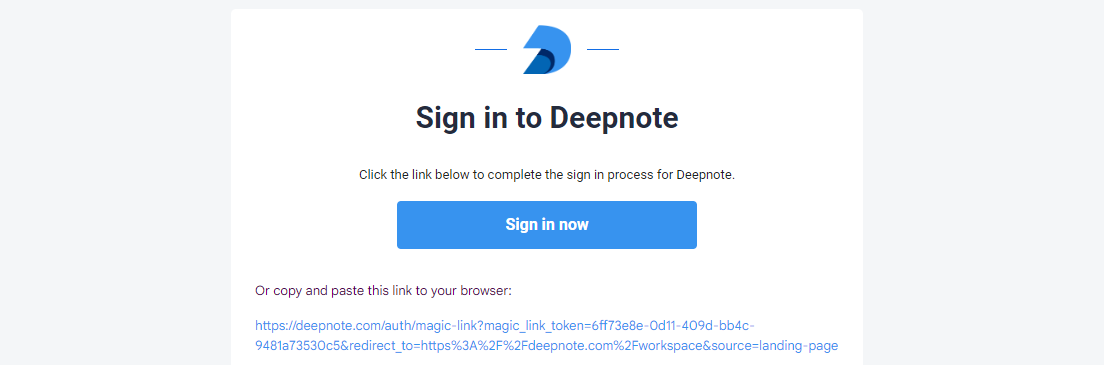 Sign in to Deepnote
Click the link below to complete the sign in process for Deepnote.
Sign in now
Or copy and paste this link to your browser:
https://deepnote.com/auth/magic-link?magic_link_token=6ff73e8e-0d11-409d-bb4c-
9481a73530c5&redirect_to=https%3A%2F%2Fdeepnote.com%2Fworkspace&source=landing-page